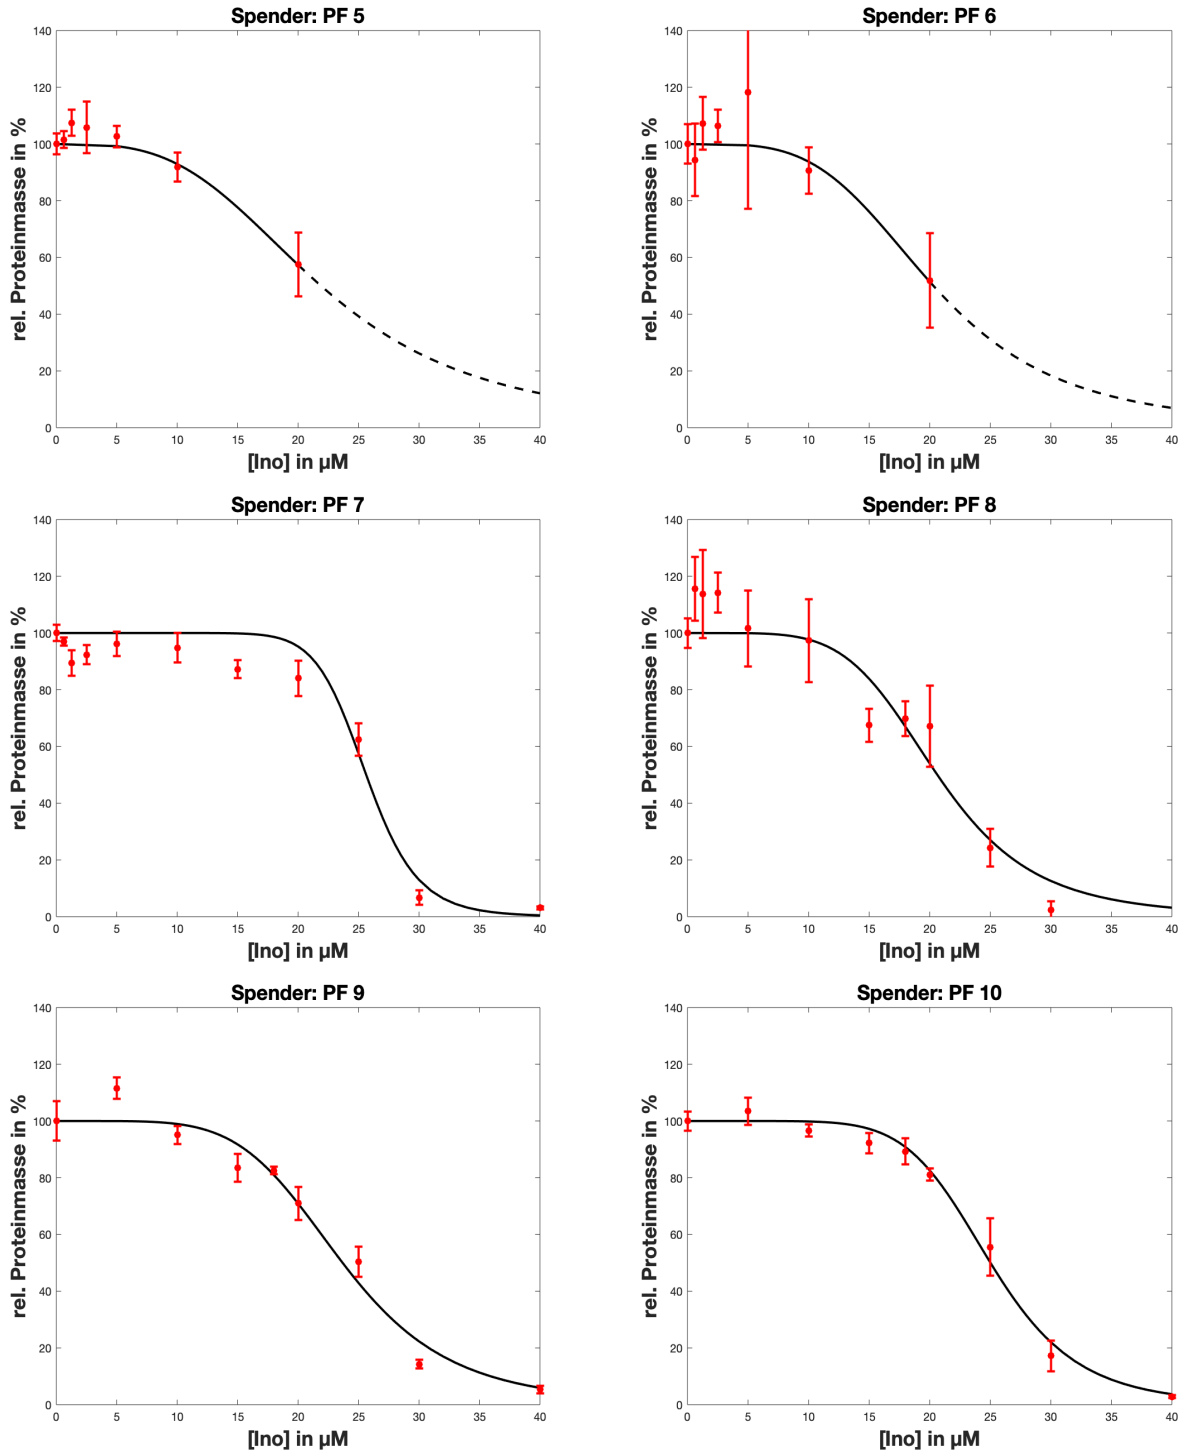 Spender: PF 5
140
120
100
80
60
40
20
0
rel. Proteinmasse in %
0 5 10 15 20 25 30 35 40
[Ino] in µM
Spender: PF 6
140
120
100
80
60
40
20
0
rel. Proteinmasse in %
0 5 10 15 20 25 30 35 40
[Ino] in µM
Spender: PF 7
140
120
100
80
60
40
20
0
rel. Proteinmasse in %
0 5 10 15 20 25 30 35 40
[Ino] in µM
Spender: PF 8
140
120
100
80
60
40
20
0
rel. Proteinmasse in %
0 5 10 15 20 25 30 35 40
[Ino] in µM
Spender: PF 9
140
120
100
80
60
40
20
0
rel. Proteinmasse in %
0 5 10 15 20 25 30 35 40
[Ino] in µM
Spender: PF 10
140
120
100
80
60
40
20
0
rel. Proteinmasse in %
0 5 10 15 20 25 30 35 40
[Ino] in µM